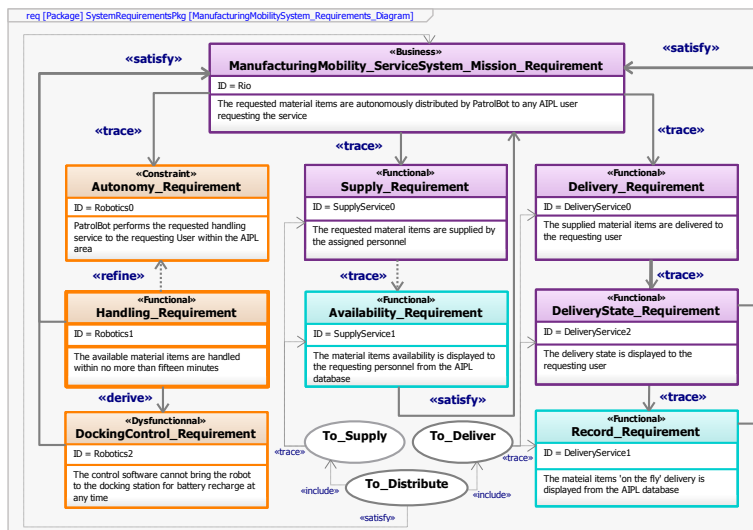 req [Package] SystemRequirementsPkg [ManufacturingMobilitySystem_Requirements_Diagram]
«Business»
ManufacturingMobility_ServiceSystem_Mission_Requirement
ID = Rio
The requested material items are autonomously distributed by PatrolBot to any AIPL user
requesting the service
«satisfy»
«satisfy»
«trace»
«trace»
«trace»
«Constraint»
Autonomy_Requirement
ID = Robotics0
PatrolBot performs the requested handling
service to the requesting User within the AIPL
area
«Functional»
Supply_Requirement
ID = SupplyService0
The requested material items are supplied
by the assigned personnel
«Functional»
Delivery_Requirement
ID = DeliveryService0
The supplied material items are delivered to
the requesting user
«refine»
«trace»
«trace»
«Functional»
Handling_Requirement
ID = Robotics1
The available material items are handled
within no more than fifteen minutes
«Functional»
Availability_Requirement
ID = SupplyService1
The material items availability is displayed to
the requesting personnel from the AIPL
database
«Functional»
DeliveryState_Requirement
ID = DeliveryService2
The delivery state is displayed to the
requesting user
«derive»
«satisfy»
«trace»
«Dysfunctionnal»
DockingControl_Requirement
ID = Robotics2
The control software cannot bring the robot
to the docking station for battery recharge at
any time
To_Supply
To_Deliver
«trace»
«trace»
To_Distribute
«include»
«include»
«satisfy»
«Functional»
Record_Requirement
ID = DeliveryService1
The mateial items 'on the fly' delivery is
displayed from the AIPL database